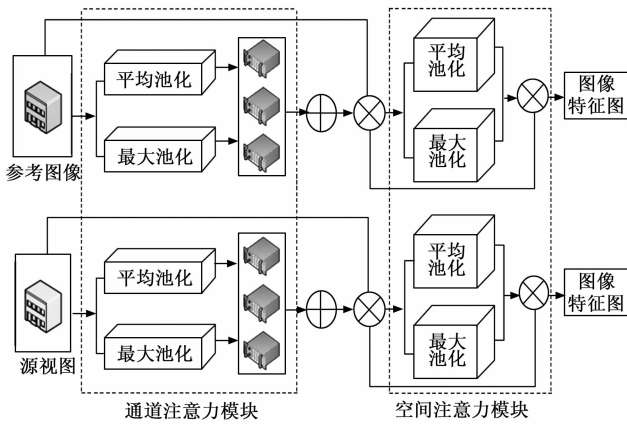 平均池化
最大池化
参考图像
平均
池化
最大
池化
图像
特征图
平均池化
最大池化
源视图
平均
池化
最大
池化
图像
特征图
通道注意力模块
空间注意力模块